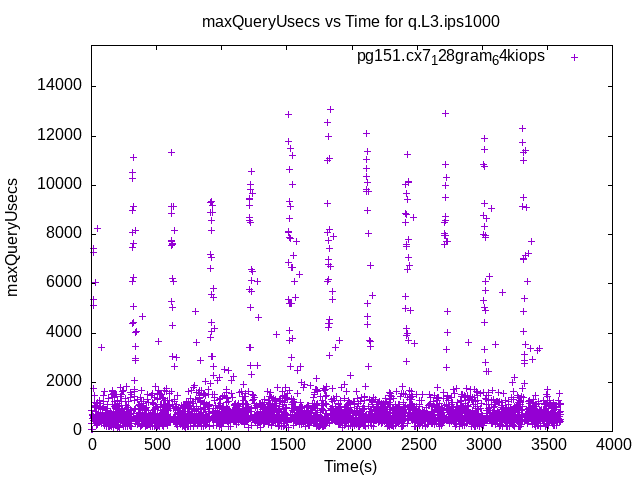 maxQueryUsecs vs Time for q.L3.ips1000
pg151.cx7₁28gram₆4kiops
maxQueryUsecs
14000
12000
10000
8000
6000
4000
2000
0
0 500 1000 1500 2000 2500 3000 3500 4000
Time(s)